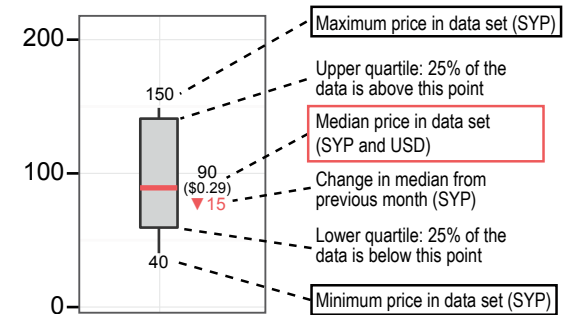 200
Maximum price in data set (SYP)
Upper quartile: 25% of the
data is above this point
150
Median price in data set
(SYP and USD)
100
90
($0.29)
▼15
Change in median from
previous month (SYP)
Lower quartile: 25% of the
data is below this point
40
0
Minimum price in data set (SYP)